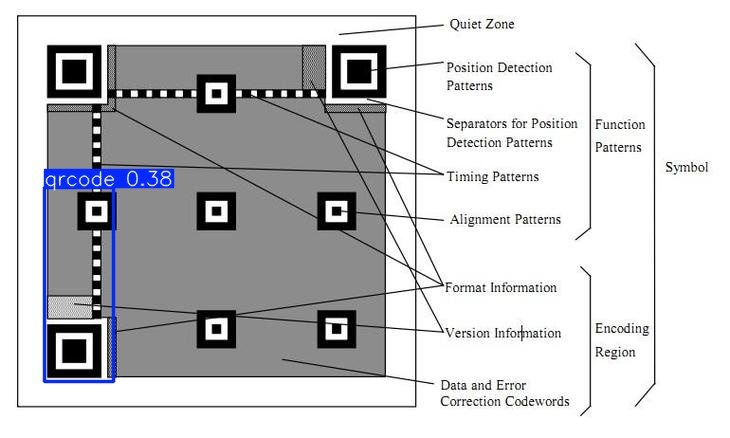 Quiet Zone
Position Detection
Patterns
Separators for Position
Detection Patterns
Timing Patterns
Alignment Patterns
Format Information
Version Information
Data and Error
Correction Codewords
Function
Patterns
Encoding
Region
Symbol
qrcode 0.38